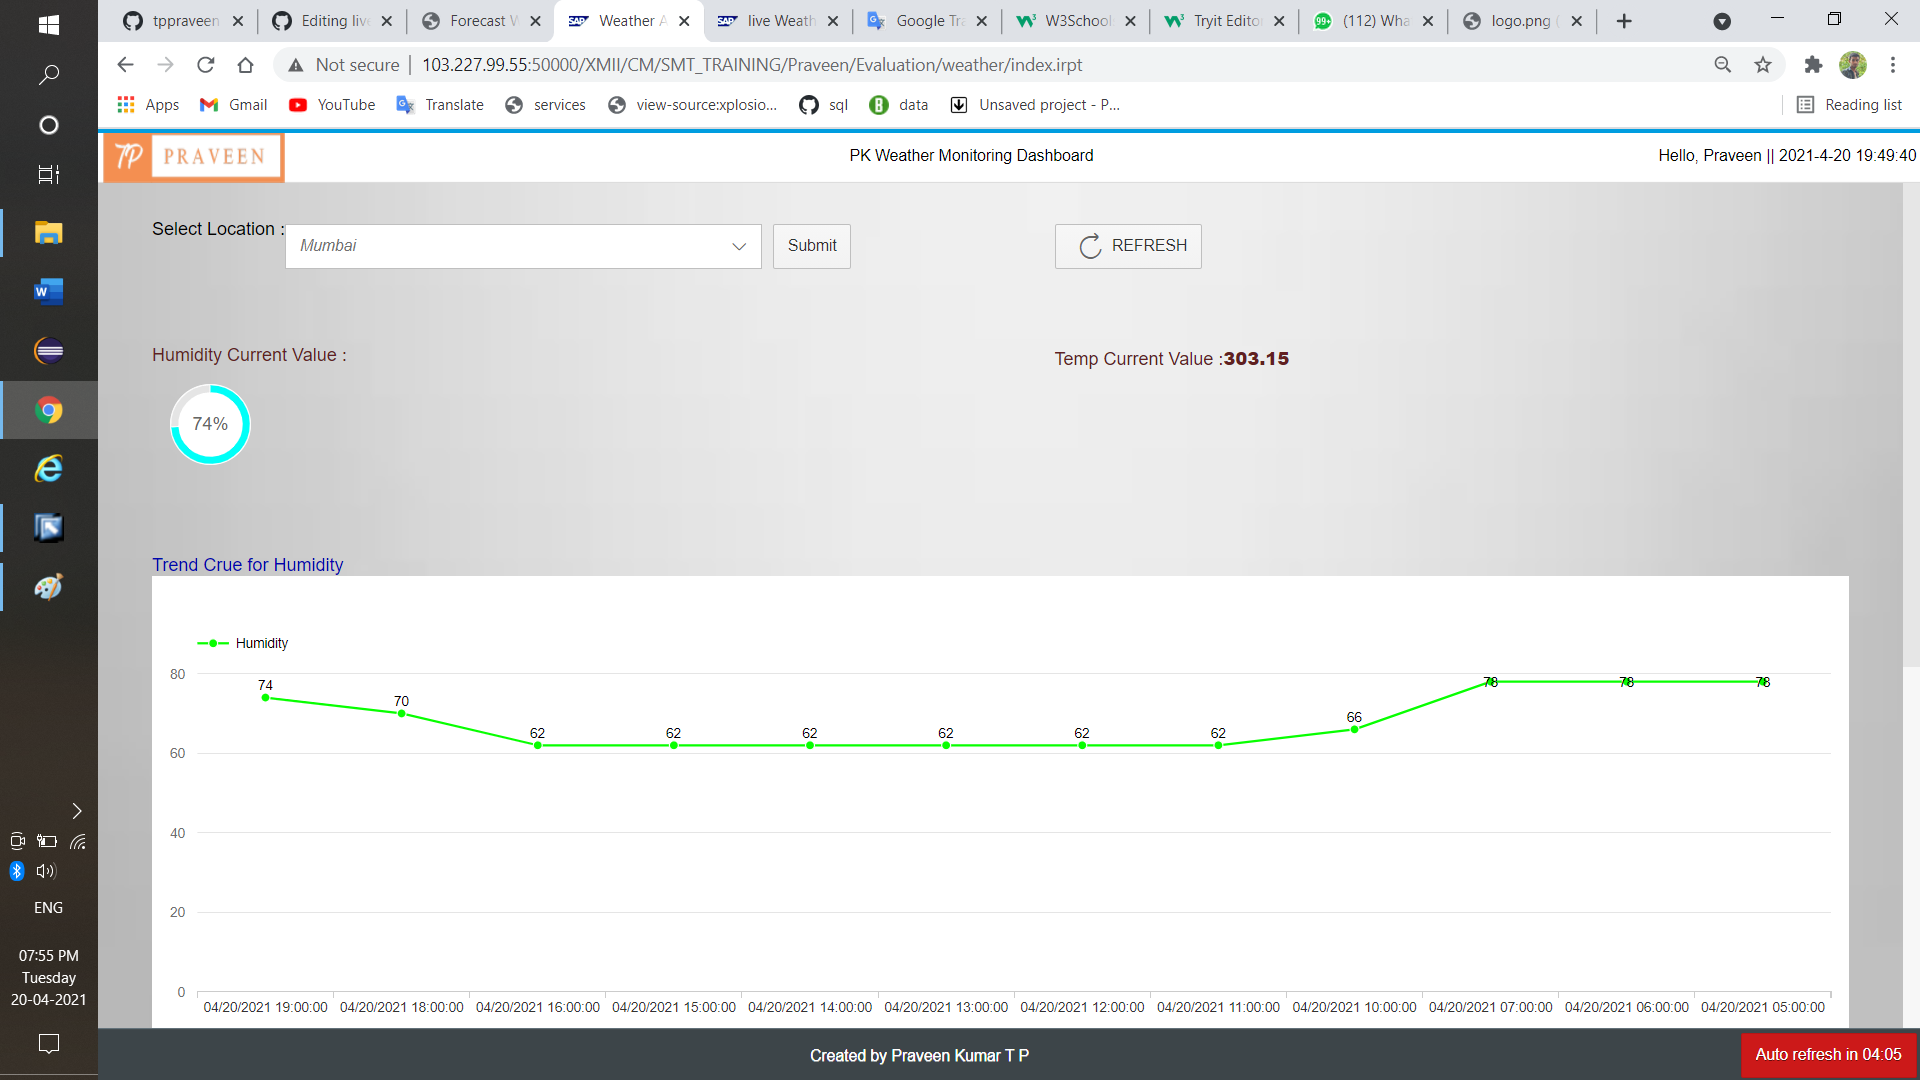 tppraveen
Editing live
Forecast W
SAP Weather A
SAP live Weath
Google Tra
W3School
Tryit Editor
99+ (112) Wha
logo.png (
Not secure | 103.227.99.55:50000/XMII/CM/SMT_TRAINING/Praveen/Evaluation/weather/index.irpt
Apps Gmail YouTube Translate services view-source:xplosio... sql data Unsaved project - P... Reading list
TP PRAVEEN
PK Weather Monitoring Dashboard
Hello, Praveen || 2021-4-20 19:49:40
Select Location : Mumbai Submit REFRESH
Humidity Current Value :
Temp Current Value :303.15
74%
Trend Crue for Humidity
Humidity
80
60
40
20
0
74 70 62 62 62 62 62 62 66 78 78 78
04/20/2021 19:00:00 04/20/2021 18:00:00 04/20/2021 16:00:00 04/20/2021 15:00:00 04/20/2021 14:00:00 04/20/2021 13:00:00 04/20/2021 12:00:00 04/20/2021 11:00:00 04/20/2021 10:00:00 04/20/2021 07:00:00 04/20/2021 06:00:00 04/20/2021 05:00:00
Created by Praveen Kumar T P
Auto refresh in 04:05
ENG
07:55 PM
Tuesday
20-04-2021